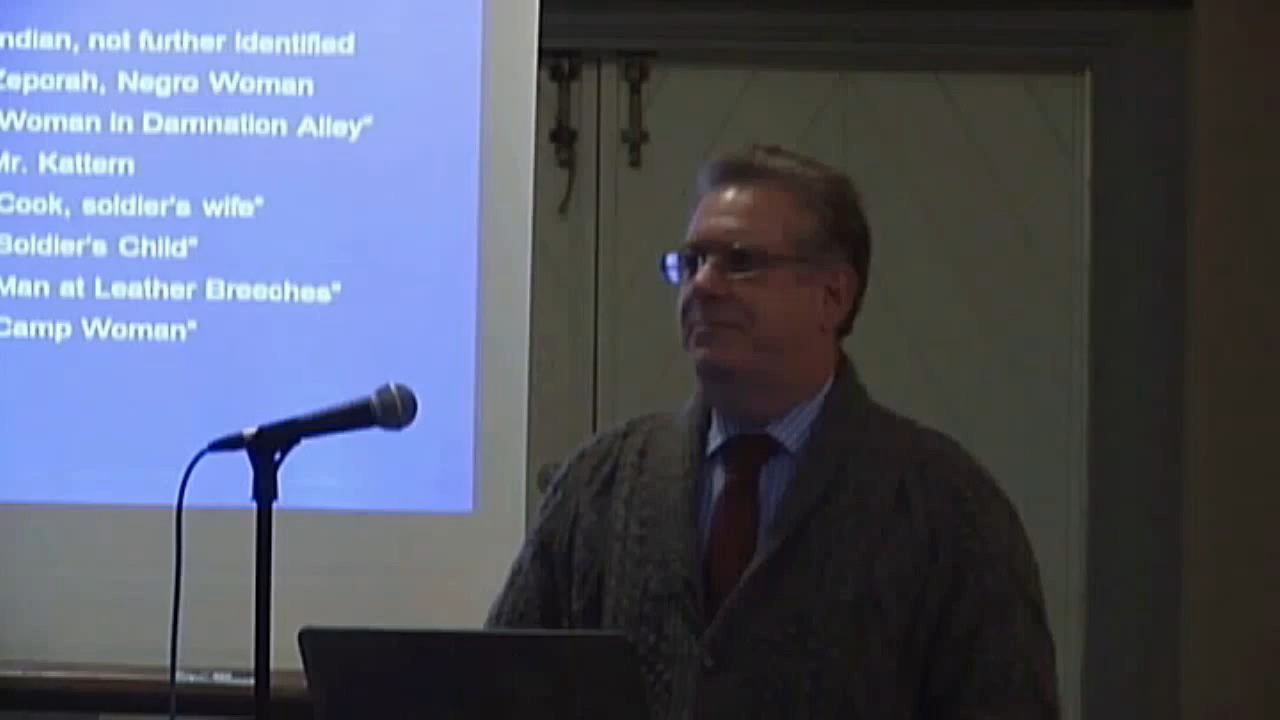 ndian, not further identified
Zeporah, Negro Woman
Woman in Damnation Alley"
Mr. Kattern
Cook, soldier's wife"
Soldier's Child"
Man at Leather Breeches"
Camp Woman"